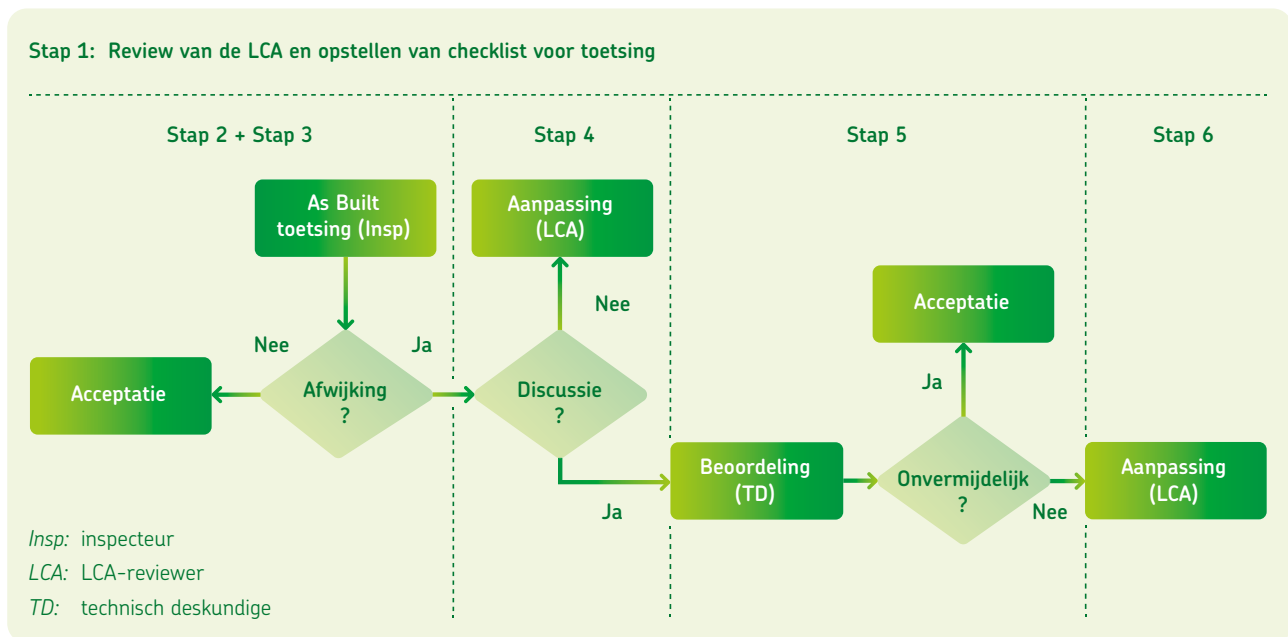 Stap 1: Review van de LCA en opstellen van checklist voor toetsing
Stap 2 + Stap 3
As Built
toetsing (Insp)
Nee
Ja
Acceptatie
Afwijking
?
Stap 4
Aanpassing
(LCA)
Nee
Discussie
?
Ja
Stap 5
Acceptatie
Ja
Beoordeling
(TD)
Onvermijdelijk
?
Nee
Stap 6
Aanpassing
(LCA)
Insp: inspecteur
LCA: LCA-reviewer
TD: technisch deskundige